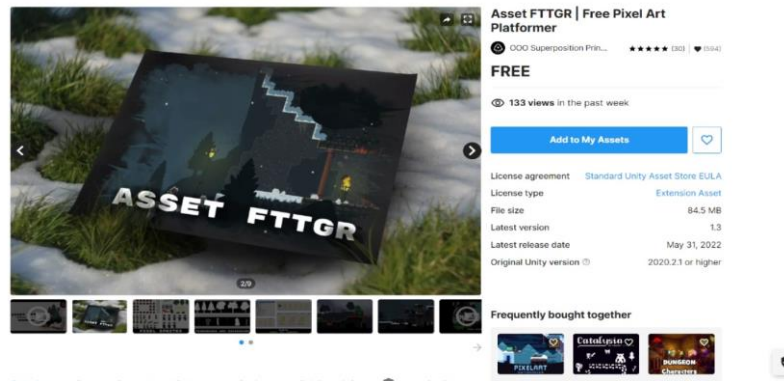 Asset FTTGR | Free Pixel Art
Platformer
OOO Superposition Prin...
(30)
(594)
FREE
133 views in the past week
Add to My Assets
License agreement Standard Unity Asset Store EULA
License type Extension Asset
File size 84.5 MB
Latest version 1.3
Latest release date May 31, 2022
Original Unity version 2020.2.1 or higher
ASSET FTTGR
2/9
Frequently bought together
PIXELART
Catalysia
DUNGEON
Characters